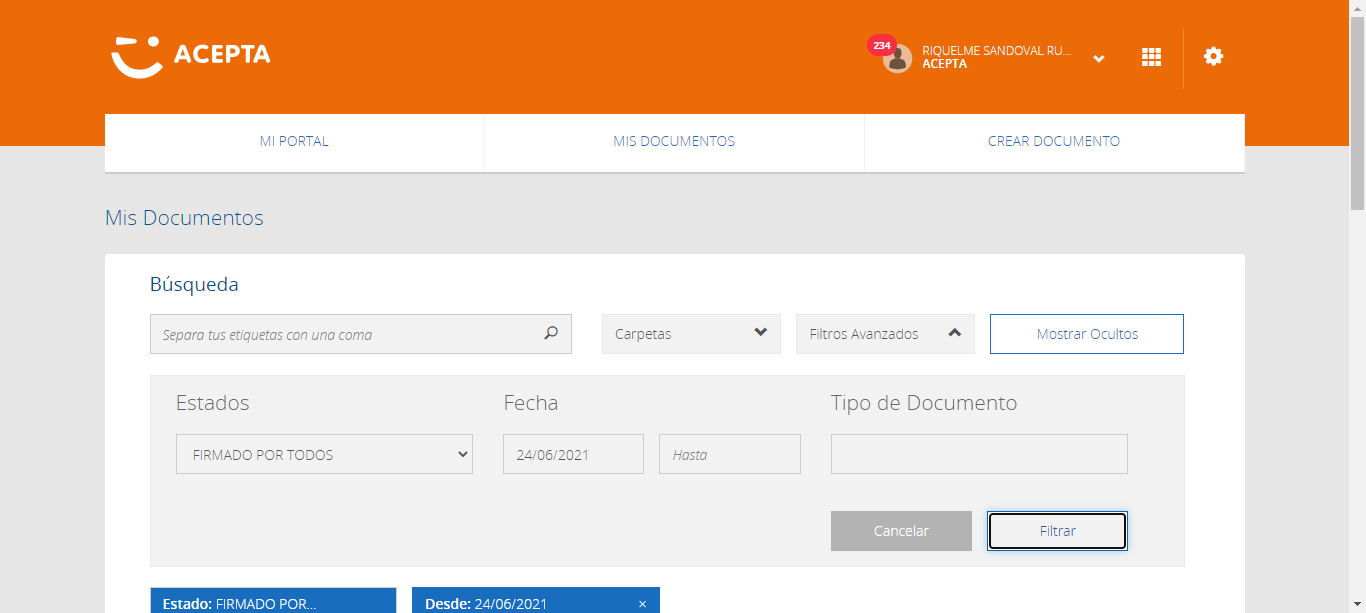 ACEPTA
234
RIQUELME SANDOVAL RU...
ACEPTA
MI PORTAL
MIS DOCUMENTOS
CREAR DOCUMENTO
Mis Documentos
Búsqueda
Separa tus etiquetas con una coma
Carpetas
Filtros Avanzados
Mostrar Ocultos
Estados
Fecha
Tipo de Documento
FIRMADO POR TODOS
24/06/2021
Hasta
Cancelar
Filtrar
Estado: FIRMADO POR...
Desde: 24/06/2021 ×